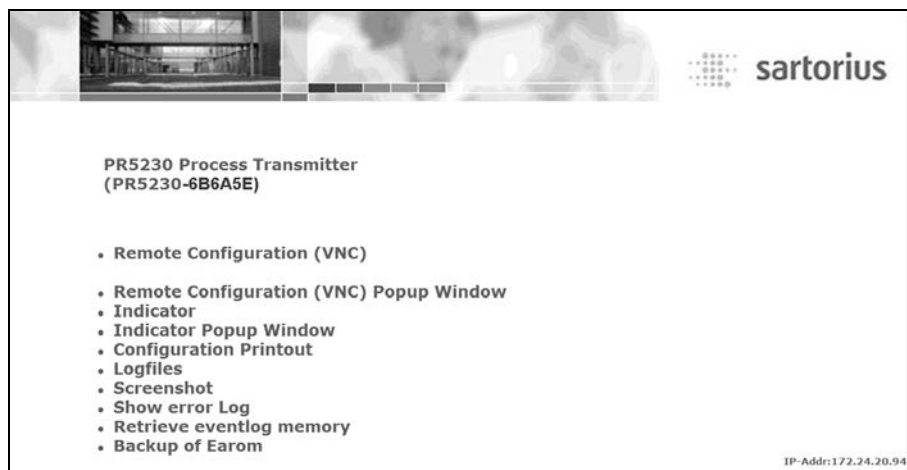 sartorius
PR5230 Process Transmitter
(PR5230-6B6A5E)
• Remote Configuration (VNC)
• Remote Configuration (VNC) Popup Window
• Indicator
• Indicator Popup Window
• Configuration Printout
• Logfiles
• Screenshot
• Show error Log
• Retrieve eventlog memory
• Backup of Earom
IP-Addr:172.24.20.94